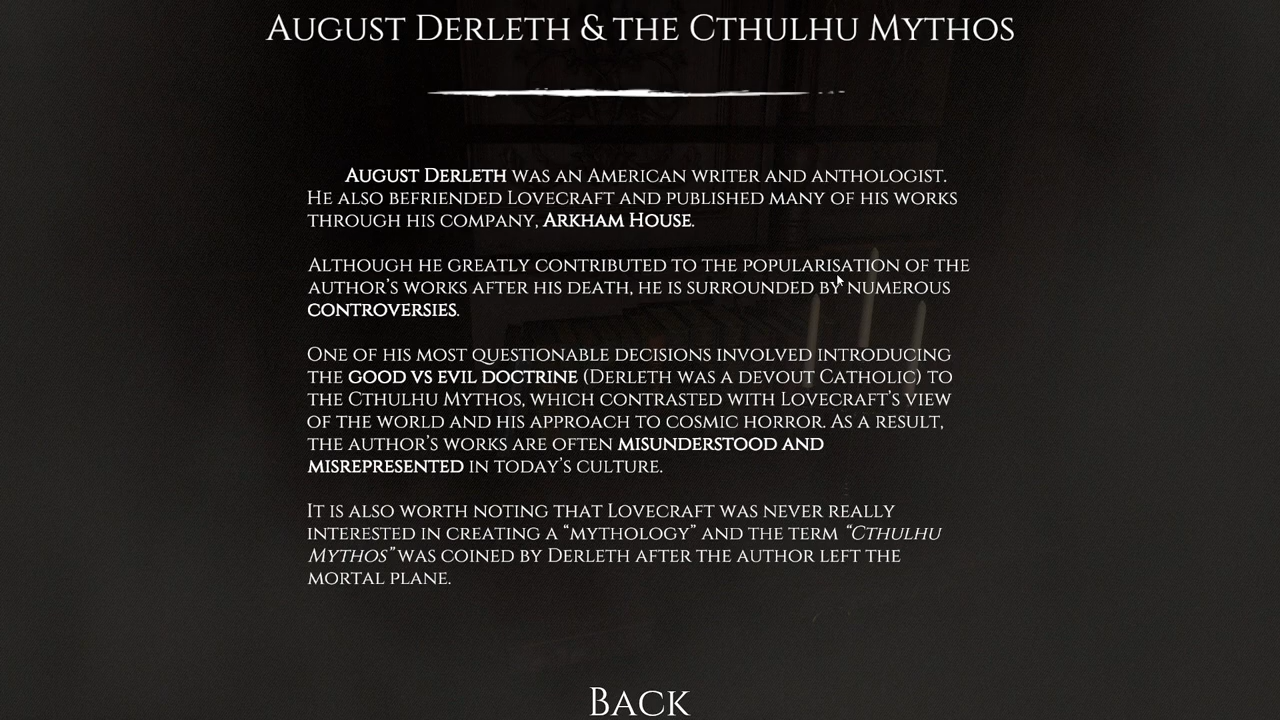 August Derleth & the Cthulhu Mythos
August Derleth was an American writer and anthologist.
He also befriended Lovecraft and published many of his works
through his company, Arkham House.
Although he greatly contributed to the popularisation of the
author's works after his death, he is surrounded by numerous
controversies.
One of his most questionable decisions involved introducing
the good vs evil doctrine (Derleth was a devout Catholic) to
the Cthulhu Mythos, which contrasted with Lovecraft's view
of the world and his approach to cosmic horror. As a result,
the author's works are often misunderstood and
misrepresented in today's culture.
It is also worth noting that Lovecraft was never really
interested in creating a “mythology” and the term “Cthulhu
Mythos” was coined by Derleth after the author left the
mortal plane.
Back